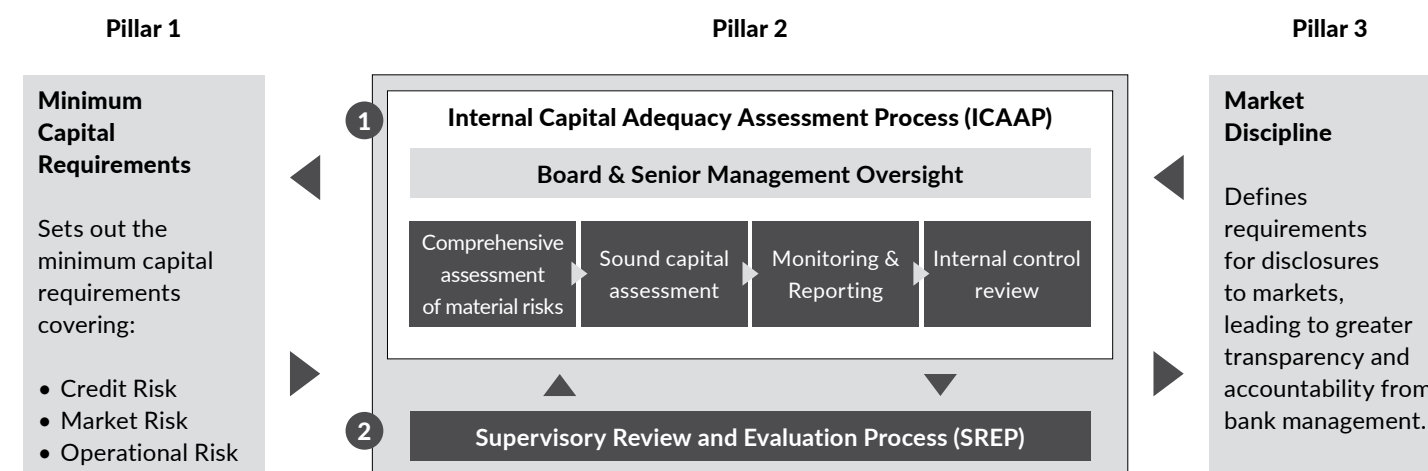 Pillar 1
Pillar 2
Pillar 3
Minimum
Capital
Requirements
Sets out the
minimum capital
requirements
covering:
• Credit Risk
• Market Risk
• Operational Risk
1
Internal Capital Adequacy Assessment Process (ICAAP)
Board & Senior Management Oversight
Comprehensive
assessment
of material risks
Sound capital
assessment
Monitoring &
Reporting
Internal control
review
2
Supervisory Review and Evaluation Process (SREP)
Market
Discipline
Defines
requirements
for disclosures
to markets,
leading to greater
transparency and
accountability from
bank management.